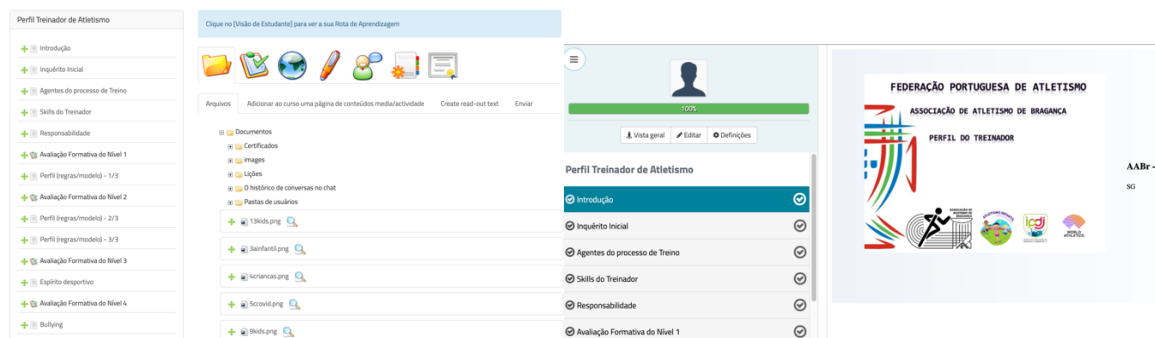 Perfil Treinador de Atletismo
Introdução
Inquérito Inicial
Agentes do processo de Treino
Skills do Treinador
Responsabilidade
Avaliação Formativa do Nível 1
Perfil (regras/modelo) - 1/3
Avaliação Formativa do Nível 2
Perfil (regras/modelo) - 2/3
Perfil (regras/modelo) - 3/3
Avaliação Formativa do Nível 3
Espírito desportivo
Avaliação Formativa do Nível 4
Bullying
Clique no [Visão de Estudante] para ver a sua Rota de Aprendizagem
Arquivos Adicionar ao curso uma página de conteúdos media/actividade Create read-out text Enviar
Documentos
Certificados
images
Lições
O histórico de conversas no chat
Pastas de usuários
13kids.png
3ainfantil.png
4criancas.png
5ccovid.png
9kids.png
100%
Vista geral Editar Definições
Perfil Treinador de Atletismo
Introdução
Inquérito Inicial
Agentes do processo de Treino
Skills do Treinador
Responsabilidade
Avaliação Formativa do Nível 1
FEDERAÇÃO PORTUGUESA DE ATLETISMO
ASSOCIAÇÃO DE ATLETISMO DE BRAGANÇA
PERFIL DO TREINADOR
ipdj
WORLD
ATHLETICS.
AABr -
SG